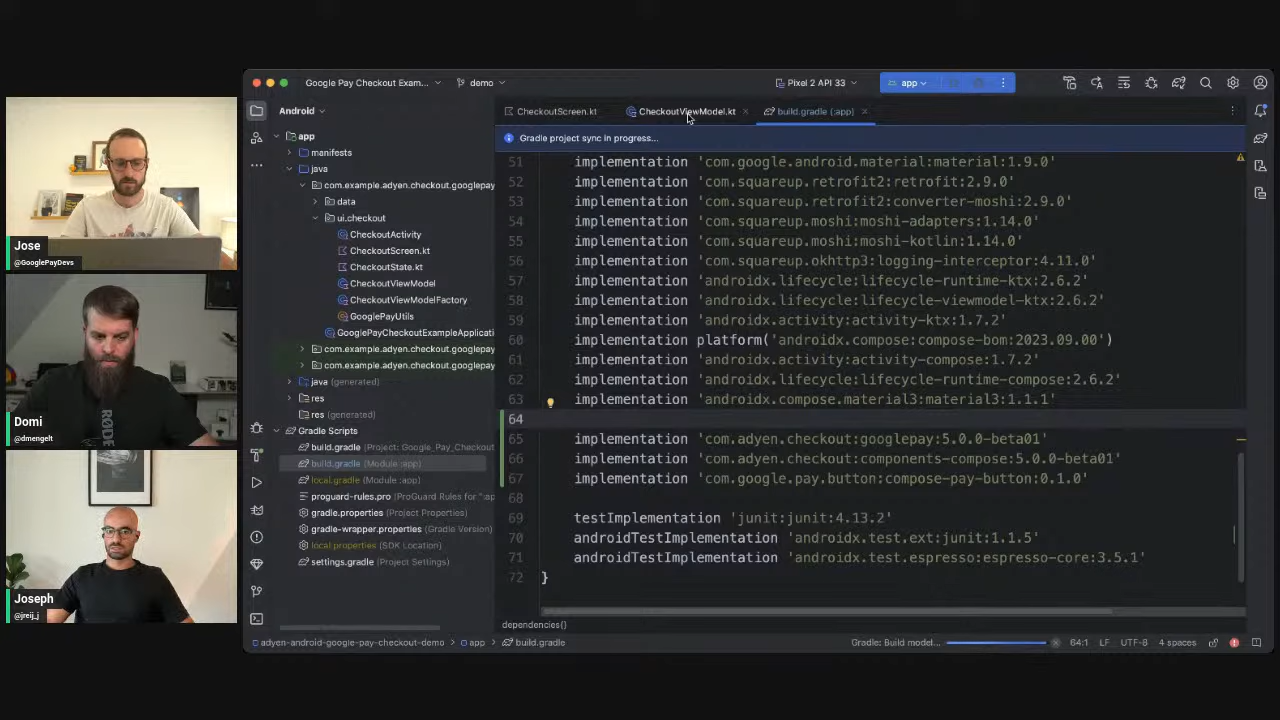 Google Pay Checkout Exam...
demo
Pixel 2 API 33
app
Android
CheckoutScreen.kt
CheckoutViewModel.kt
build.gradle (:app)
Gradle project sync in progress...
app
manifests
java
com.example.adyen.checkout.googlepay
data
ui.checkout
CheckoutActivity
CheckoutScreen.kt
CheckoutState.kt
CheckoutViewModel
CheckoutViewModelFactory
GooglePayUtils
GooglePayCheckoutExampleApplicati
com.example.adyen.checkout.googlepay
com.example.adyen.checkout.googlepay
java (generated)
res
res (generated)
Gradle Scripts
build.gradle (Project: Google_Pay_Checkout
build.gradle (Module :app)
local.gradle (Module :app)
proguard-rules.pro (ProGuard Rules for ":ap
gradle.properties (Project Properties)
gradle-wrapper.properties (Gradle Version)
local.properties (SDK Location)
settings.gradle (Project Settings)
51 implementation 'com.google.android.material:material:1.9.0'
52 implementation 'com.squareup.retrofit2:retrofit:2.9.0'
53 implementation 'com.squareup.retrofit2:converter-moshi:2.9.0'
54 implementation 'com.squareup.moshi:moshi-adapters:1.14.0'
55 implementation 'com.squareup.moshi:moshi-kotlin:1.14.0'
56 implementation 'com.squareup.okhttp3:logging-interceptor:4.11.0'
57 implementation 'androidx.lifecycle:lifecycle-runtime-ktx:2.6.2'
58 implementation 'androidx.lifecycle:lifecycle-viewmodel-ktx:2.6.2'
59 implementation 'androidx.activity:activity-ktx:1.7.2'
60 implementation platform('androidx.compose:compose-bom:2023.09.00')
61 implementation 'androidx.activity:activity-compose:1.7.2'
62 implementation 'androidx.lifecycle:lifecycle-runtime-compose:2.6.2'
63 implementation 'androidx.compose.material3:material3:1.1.1'
64
65 implementation 'com.adyen.checkout:googlepay:5.0.0-beta01'
66 implementation 'com.adyen.checkout:components-compose:5.0.0-beta01'
67 implementation 'com.google.pay.button:compose-pay-button:0.1.0'
68
69 testImplementation 'junit:junit:4.13.2'
70 androidTestImplementation 'androidx.test.ext:junit:1.1.5'
71 androidTestImplementation 'androidx.test.espresso:espresso-core:3.5.1'
72 }
dependencies{}
adyen-android-google-pay-checkout-demo
app
build.gradle
Gradle: Build model...
64:1
LF
UTF-8
4 spaces
Jose
@GooglePayDevs
RØDE
Domi
@dmengelt
Joseph
@jreij_j